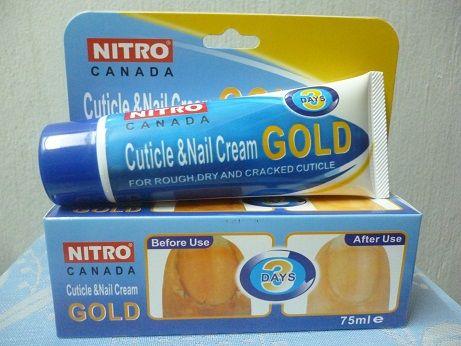 NITRO®
CANADA
Cuticle & Nail Cream
NITRO
CANADA
3
DAYS
Cuticle & Nail Cream GOLD
FOR ROUGH, DRY AND CRACKED CUTICLE
NITRO®
CANADA
Cuticle & Nail Cream
GOLD
Before Use
3
DAYS
After Use
75ml e